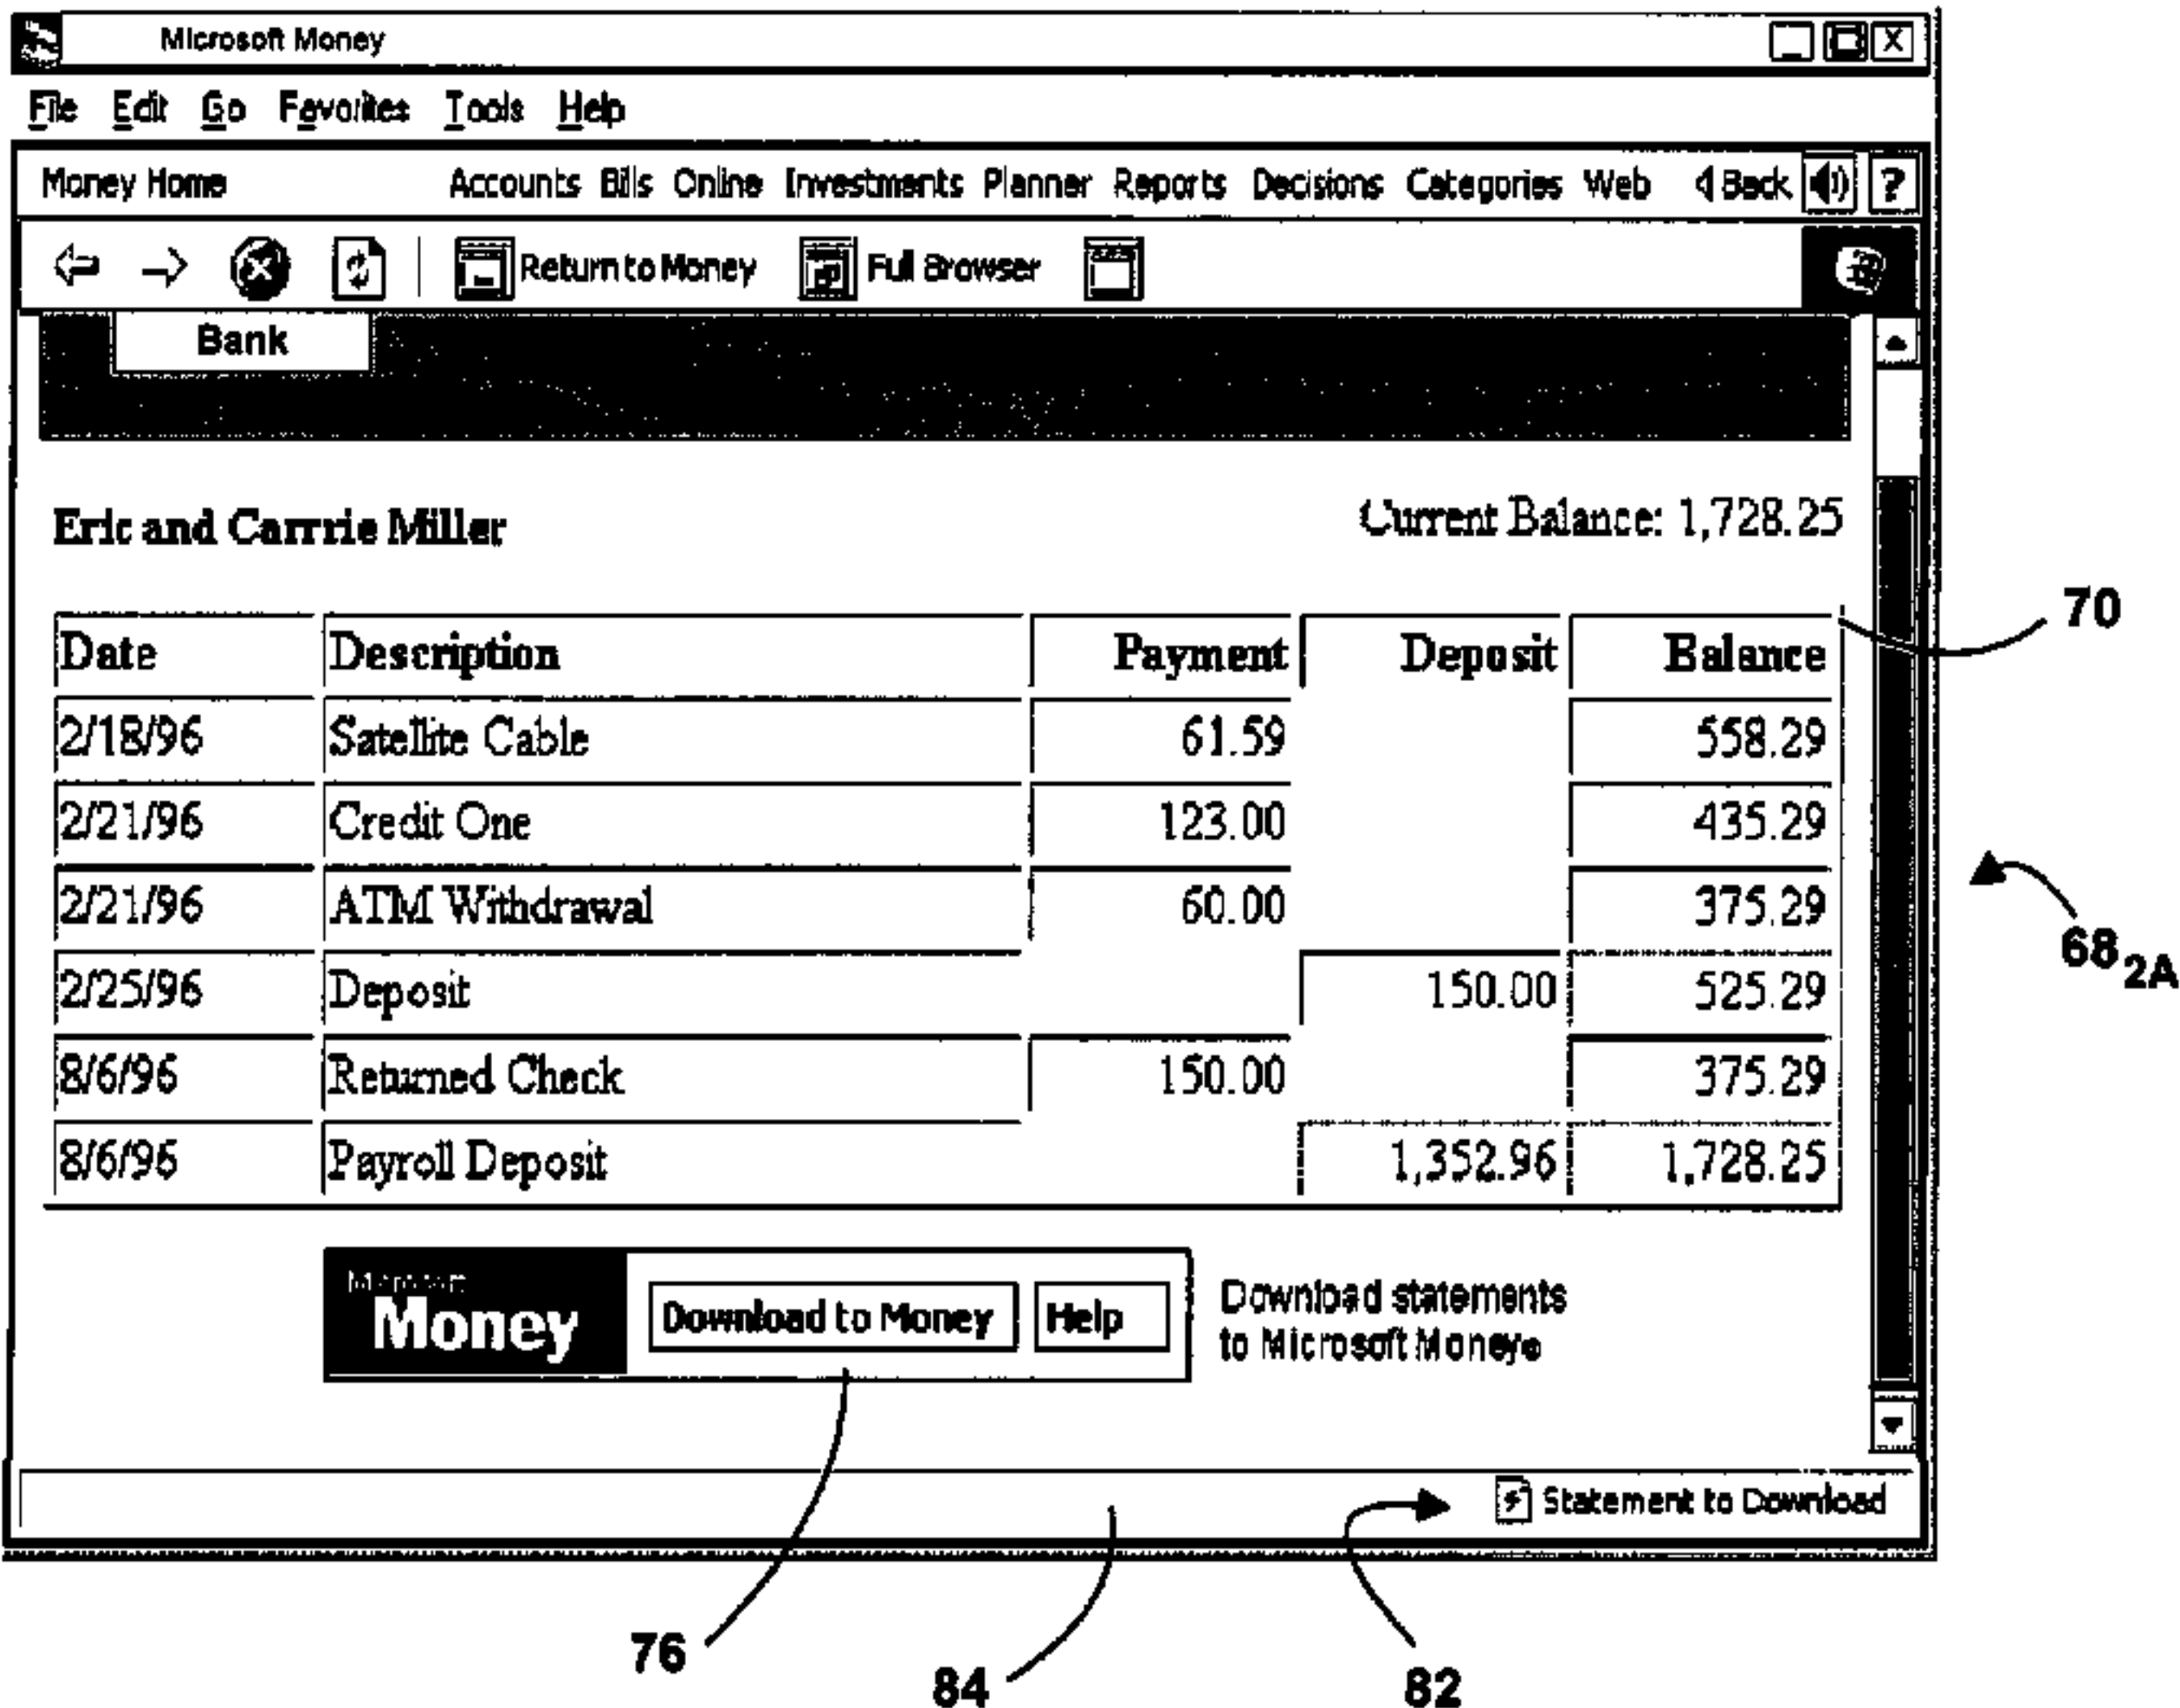 Microsoft Money
File Edit Go Favorites Tools Help
Money Home Accounts Bills Online Investments Planner Reports Decisions Categories Web Back ?
Return to Money Full Browser
Bank
Eric and Carrrie Miller Current Balance: 1,728.25
70
Date Description Payment Deposit Balance
2/18/96 Satellite Cable 61.59 558.29
2/21/96 Credit One 123.00 435.29
2/21/96 ATM Withdrawal 60.00 375.29
68 2A
2/25/96 Deposit 150.00 525.29
8/6/96 Returned Check 150.00 375.29
8/6/96 Payroll Deposit 1,352.96 1,728.25
Microsoft
Money Download to Money Help
Download statements
to Microsoft Money®
Statement to Download
76 84 82